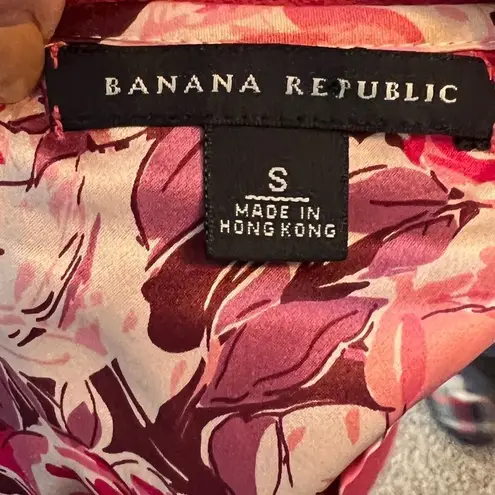 BANANA REPUBLIC
S
MADE IN
HONG KONG